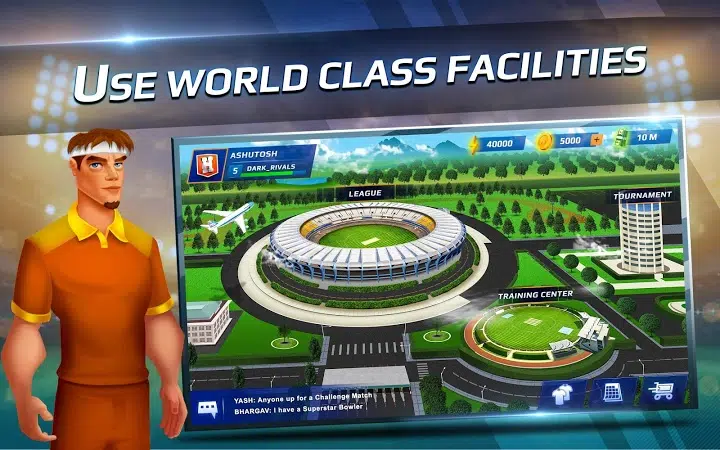 USE WORLD CLASS FACILITIES
ASHUTOSH
5 DARK_RIVALS
40000
5000 +
10 M
LEAGUE
TOURNAMENT
TRAINING CENTER
YASH: Anyone up for a Challenge Match
BHARGAV: I have a Superstar Bowler